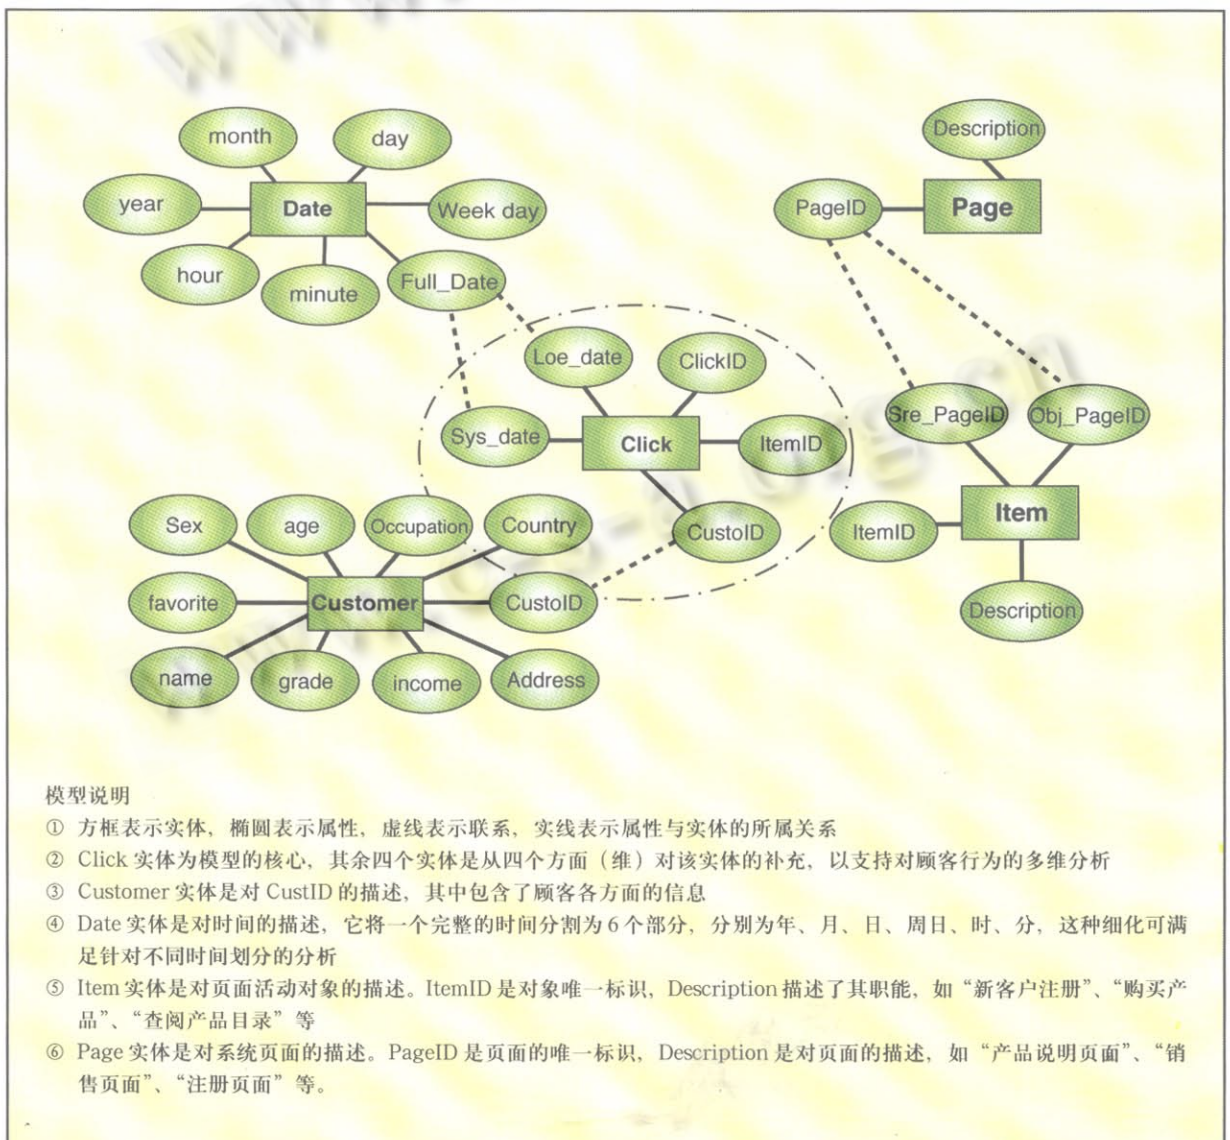 month
day
Description
year
Date
Week day
PageID
Page
hour
minute
Full_Date
Loe_date
ClickID
Sre_PageID
Obj_PageID
Sys_date
Click
ItemID
Sex
age
Occupation
Country
CustoID
ItemID
Item
favorite
Customer
CustoID
Description
name
grade
income
Address
模型说明
① 方框表示实体，椭圆表示属性，虚线表示联系，实线表示属性与实体的所属关系
② Click 实体为模型的核心，其余四个实体是从四个方面（维）对该实体的补充，以支持对顾客行为的多维分析
③ Customer 实体是对 CustID 的描述，其中包含了顾客各方面的信息
④ Date 实体是对时间的描述，它将一个完整的时间分割为 6 个部分，分别为年、月、日、周日、时、分，这种细化可满
足针对不同时间划分的分析
⑤ Item 实体是对页面活动对象的描述。ItemID 是对象唯一标识，Description 描述了其职能，如“新客户注册”、“购买产
品”、“查阅产品目录”等
⑥ Page 实体是对系统页面的描述。PageID 是页面的唯一标识，Description 是对页面的描述，如“产品说明页面”、“销
售页面”、“注册页面”等。